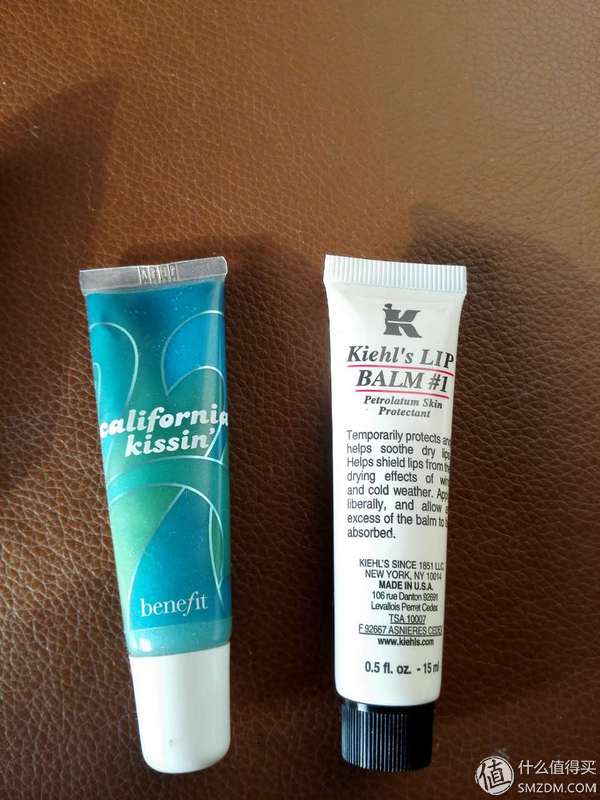 california
kissin'
benefit
Kiehl's LIP
BALM #1
Petrolatum Skin
Protectant
Temporarily protects and
helps soothe dry lips
Helps shield lips from the
drying effects of
and cold weather.
liberally, and allow
excess of the balm to
absorbed.
KIEHL'S SINCE 1851 LLC
NEW YORK, NY 10014
MADE IN U.S.A.
106 rue Danton 92691
Levallois Perret Cedex
TSA 10007
F 92667 ASNIERES CEDEX
www.kiehls.com
0.5 fl. oz. - 15 ml
值 什么值得买
SMZDM.COM